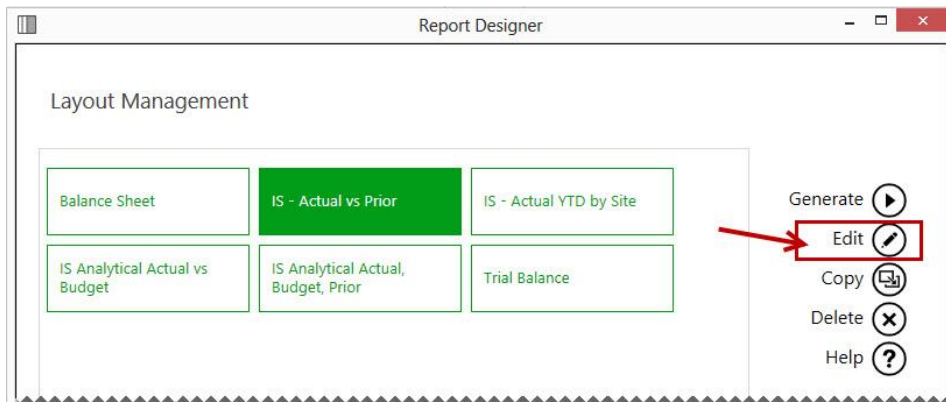 Report Designer
Layout Management
Balance Sheet
IS - Actual vs Prior
IS - Actual YTD by Site
IS Analytical Actual vs
Budget
IS Analytical Actual,
Budget, Prior
Trial Balance
Generate
Edit
Copy
Delete
Help